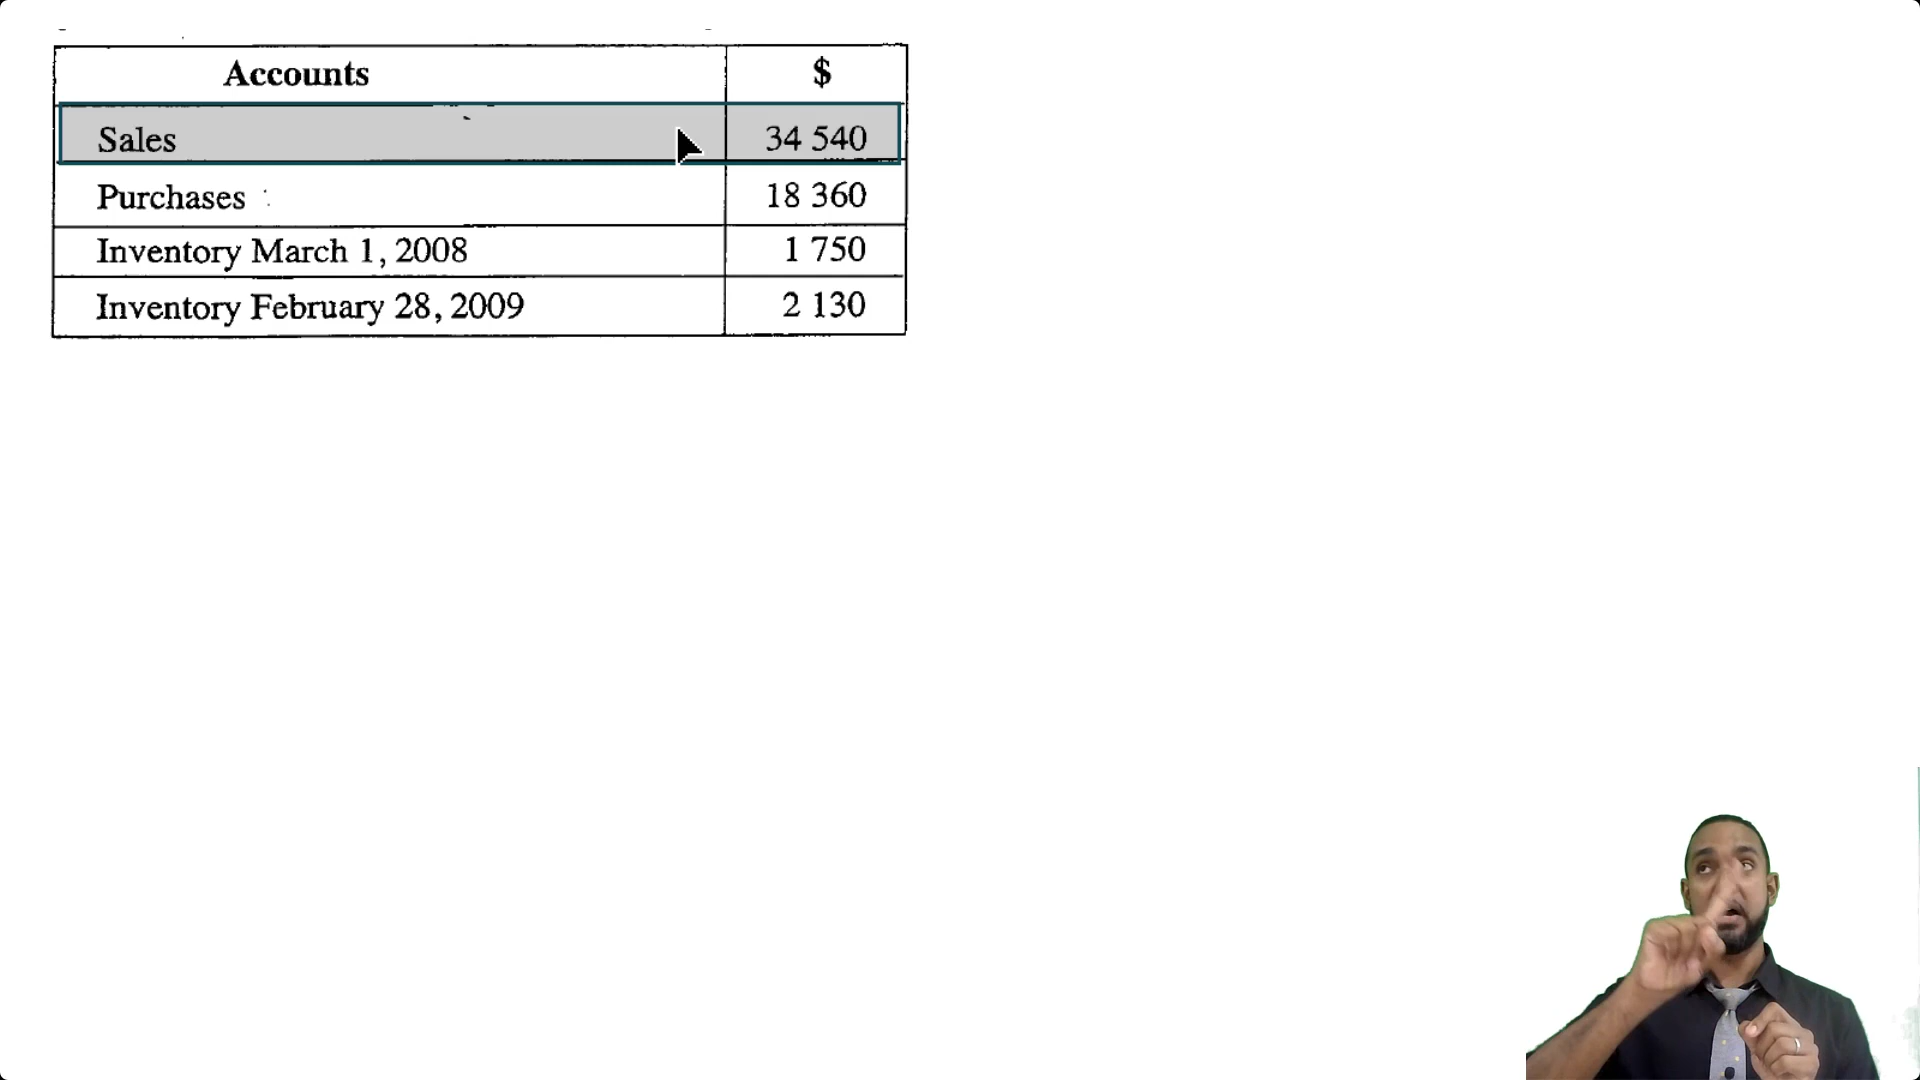 Accounts $
Sales 34 540
Purchases 18 360
Inventory March 1, 2008 1 750
Inventory February 28, 2009 2 130